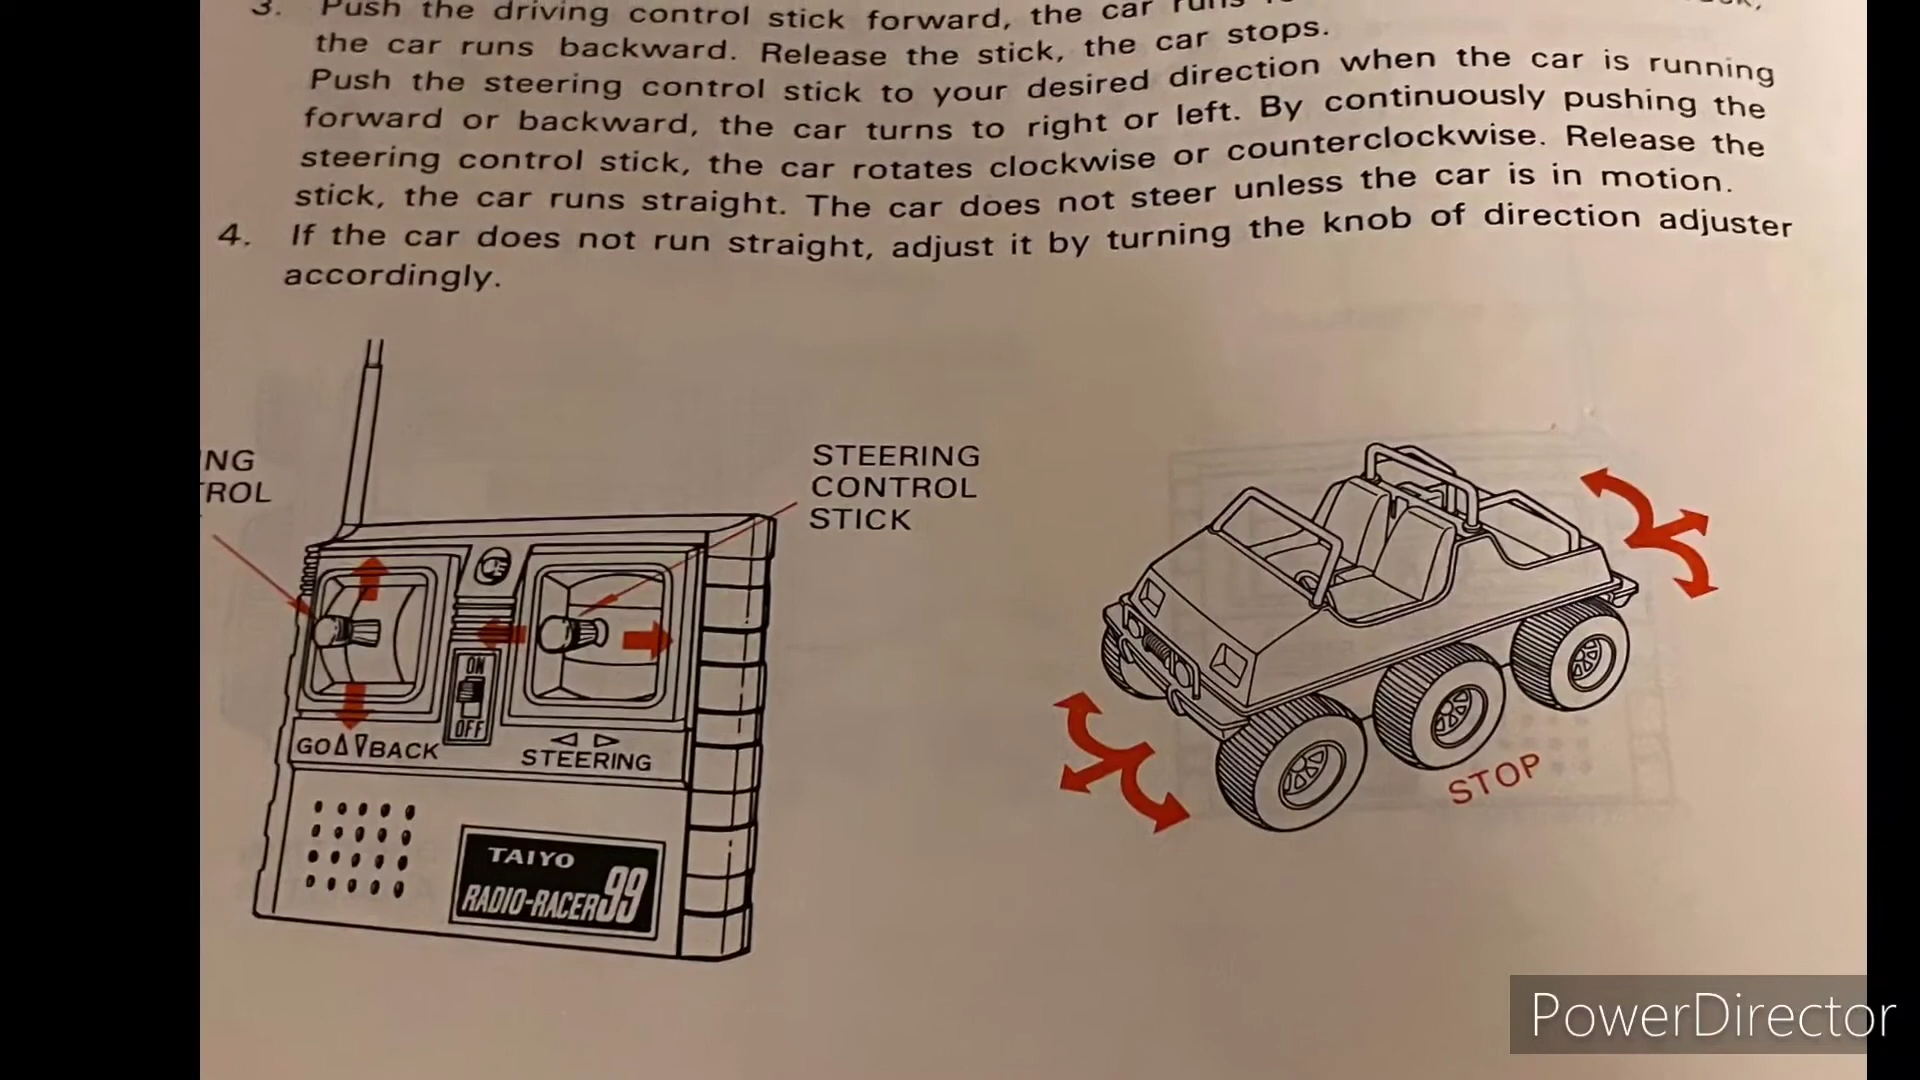 3. Push the driving control stick forward, the car runs
the car runs backward. Release the stick, the car stops.
Push the steering control stick to your desired direction when the car is running
forward or backward, the car turns to right or left. By continuously pushing the
steering control stick, the car rotates clockwise or counterclockwise. Release the
stick, the car runs straight. The car does not steer unless the car is in motion.
4. If the car does not run straight, adjust it by turning the knob of direction adjuster
accordingly.
NG
ROL
STEERING
CONTROL
STICK
ON
OFF
GO△▽BACK
◁ ▷
STEERING
TAIYO
RADIO-RACER 99
STOP
PowerDirector